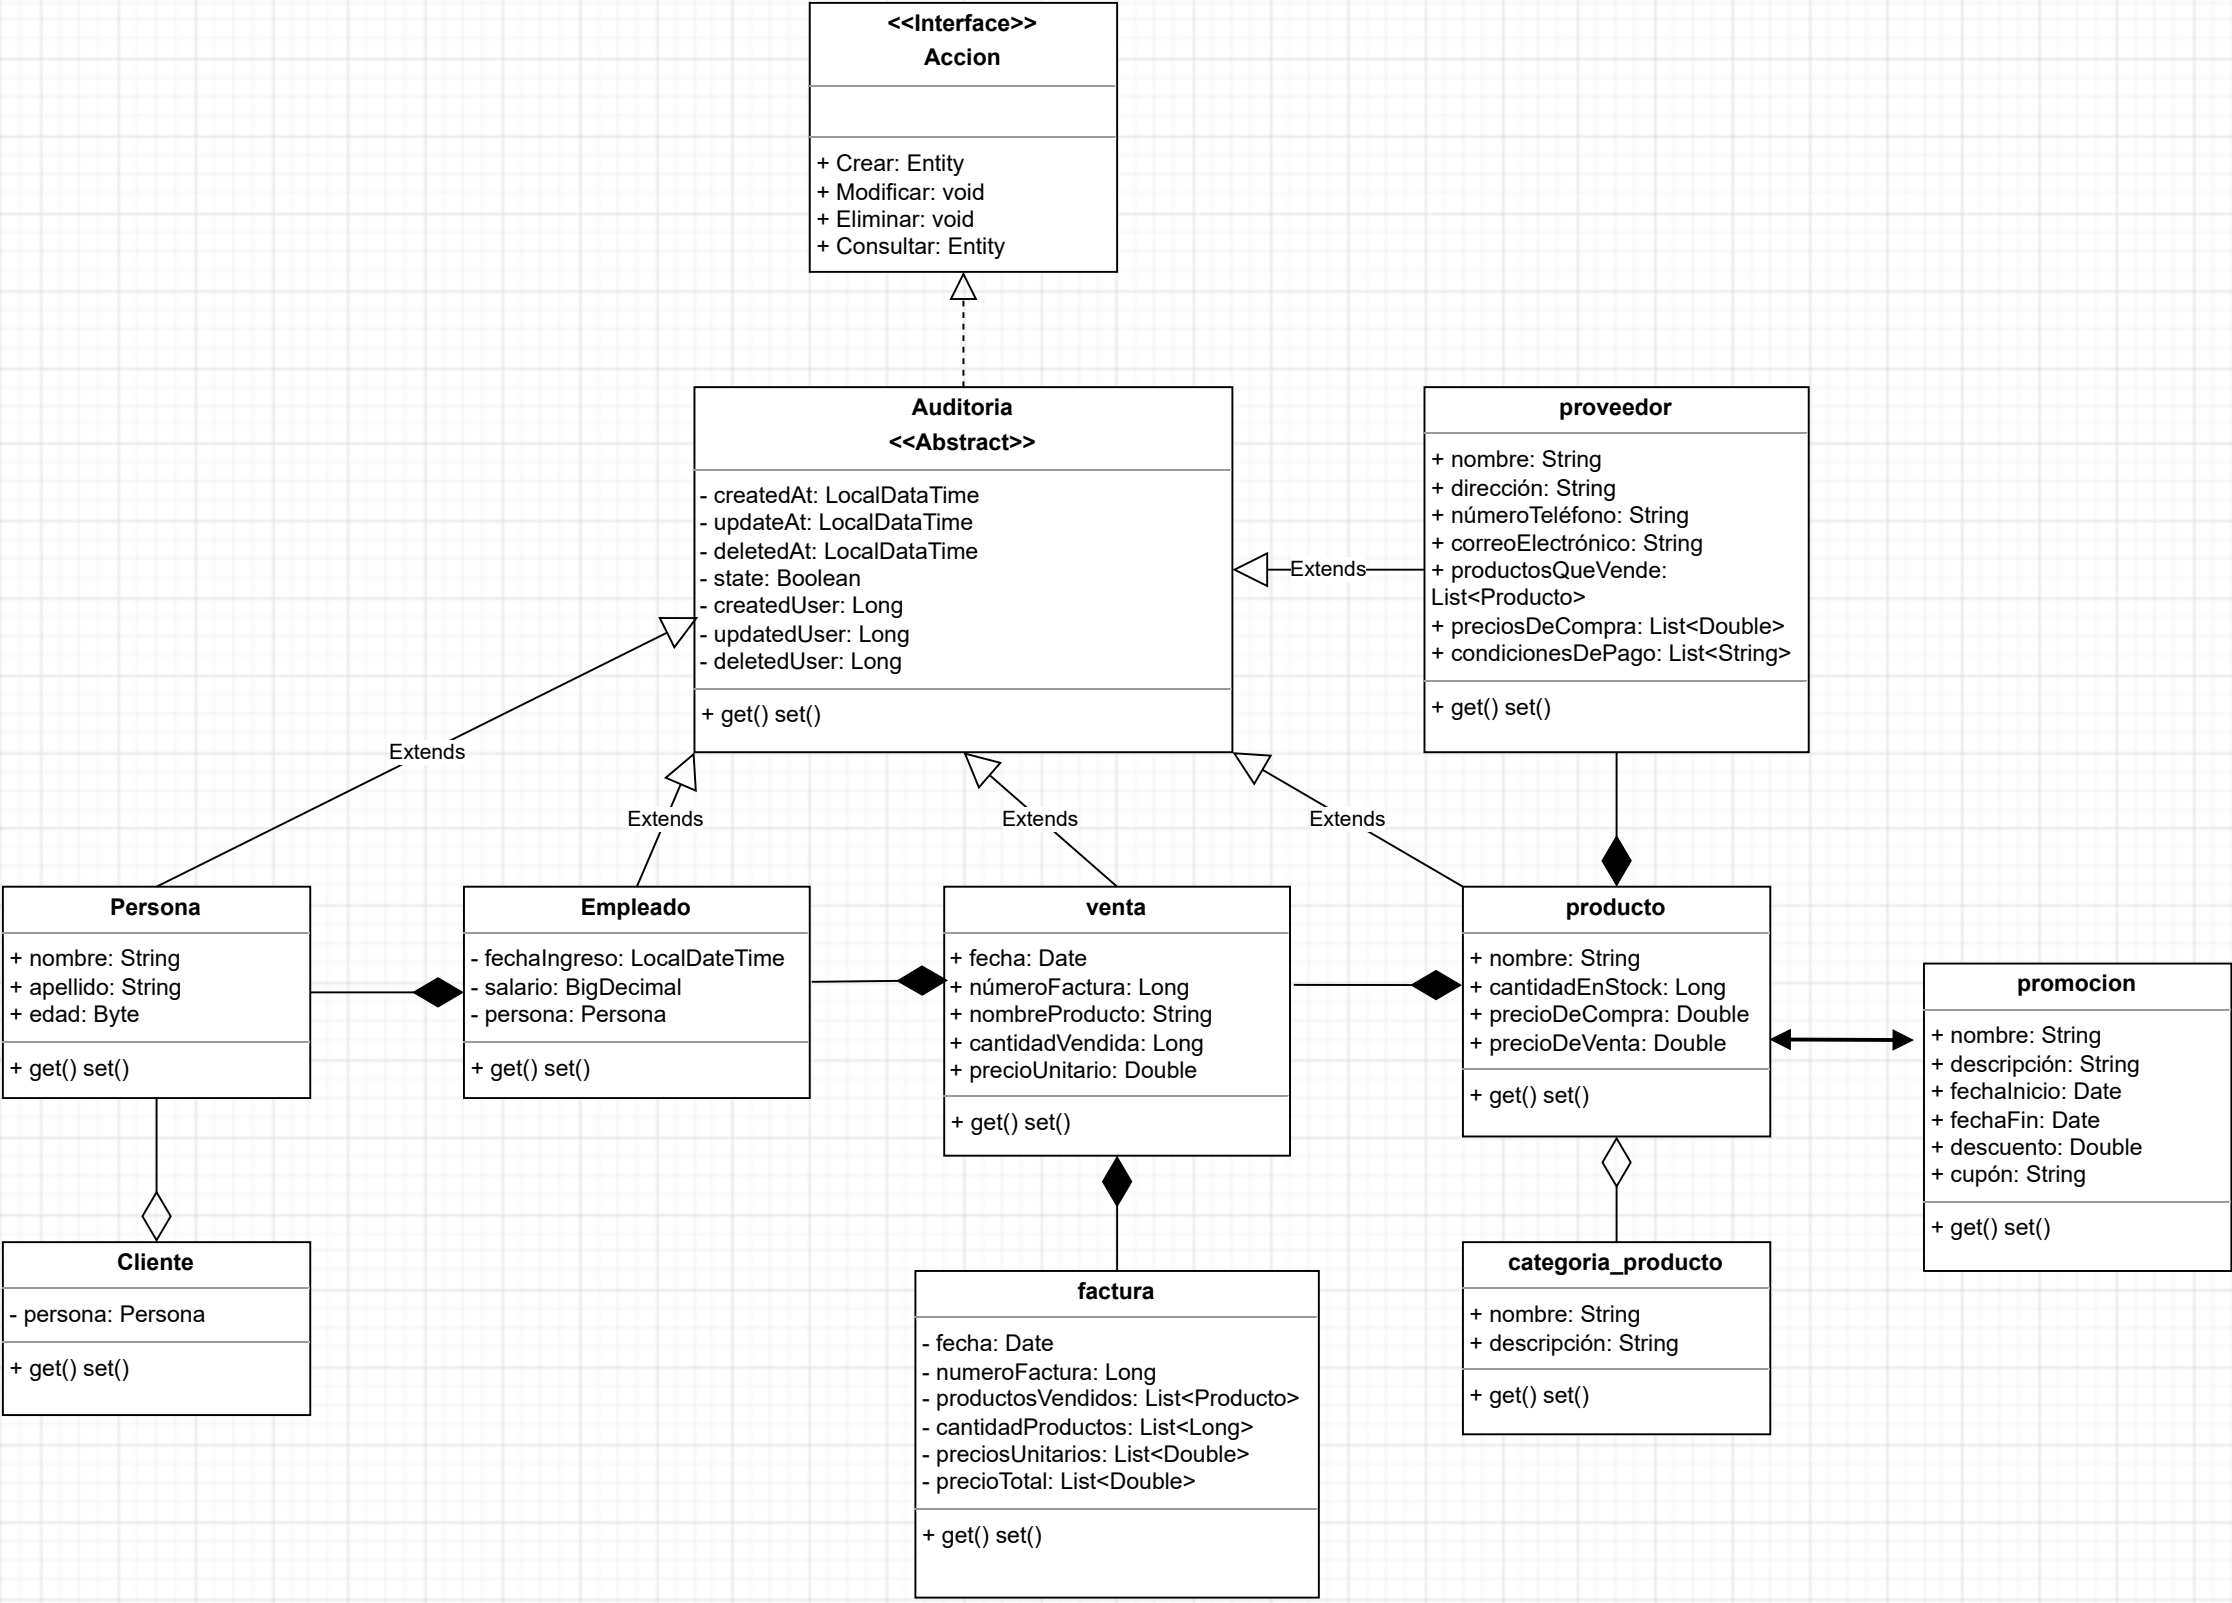 <<Interface>>
Accion
+ Crear: Entity
+ Modificar: void
+ Eliminar: void
+ Consultar: Entity
Auditoria
<<Abstract>>
- createdAt: LocalDataTime
- updateAt: LocalDataTime
- deletedAt: LocalDataTime
- state: Boolean
- createdUser: Long
- updatedUser: Long
- deletedUser: Long
+ get() set()
proveedor
+ nombre: String
+ dirección: String
+ númeroTeléfono: String
+ correoElectrónico: String
+ productosQueVende:
List<Producto>
+ preciosDeCompra: List<Double>
+ condicionesDePago: List<String>
+ get() set()
Extends
Extends
Extends
Extends
Extends
Persona
+ nombre: String
+ apellido: String
+ edad: Byte
+ get() set()
Empleado
- fechaIngreso: LocalDateTime
- salario: BigDecimal
- persona: Persona
+ get() set()
venta
+ fecha: Date
+ númeroFactura: Long
+ nombreProducto: String
+ cantidadVendida: Long
+ precioUnitario: Double
+ get() set()
producto
+ nombre: String
+ cantidadEnStock: Long
+ precioDeCompra: Double
+ precioDeVenta: Double
+ get() set()
promocion
+ nombre: String
+ descripción: String
+ fechaInicio: Date
+ fechaFin: Date
+ descuento: Double
+ cupón: String
+ get() set()
Cliente
- persona: Persona
+ get() set()
factura
- fecha: Date
- numeroFactura: Long
- productosVendidos: List<Producto>
- cantidadProductos: List<Long>
- preciosUnitarios: List<Double>
- precioTotal: List<Double>
+ get() set()
categoria_producto
+ nombre: String
+ descripción: String
+ get() set()